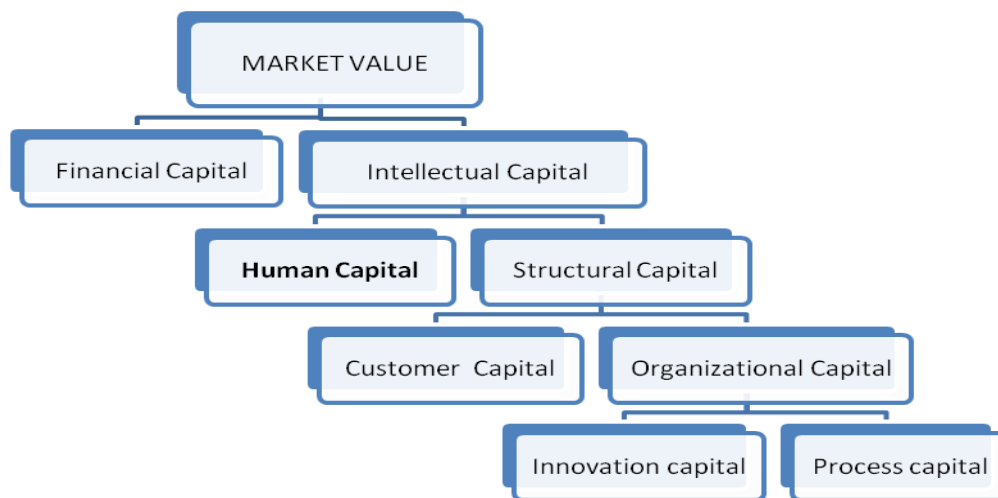 MARKET VALUE
Financial Capital
Intellectual Capital
Human Capital
Structural Capital
Customer Capital
Organizational Capital
Innovation capital
Process capital